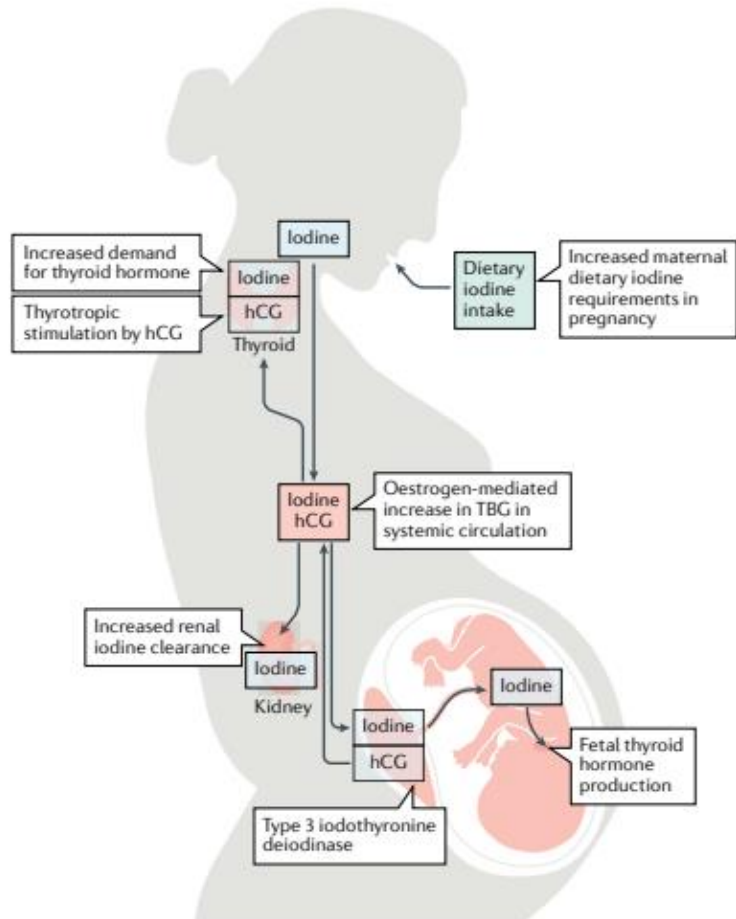 Iodine
Increased demand
for thyroid hormone
Iodine
hCG
Thyroid
Thyrotropic
stimulation by hCG
Dietary
iodine
intake
Increased maternal
dietary iodine
requirements in
pregnancy
Iodine
hCG
Oestrogen-mediated
increase in TBG in
systemic circulation
Increased renal
iodine clearance
Iodine
Kidney
Iodine
hCG
Iodine
Fetal thyroid
hormone
production
Type 3 iodothyronine
deiodinase